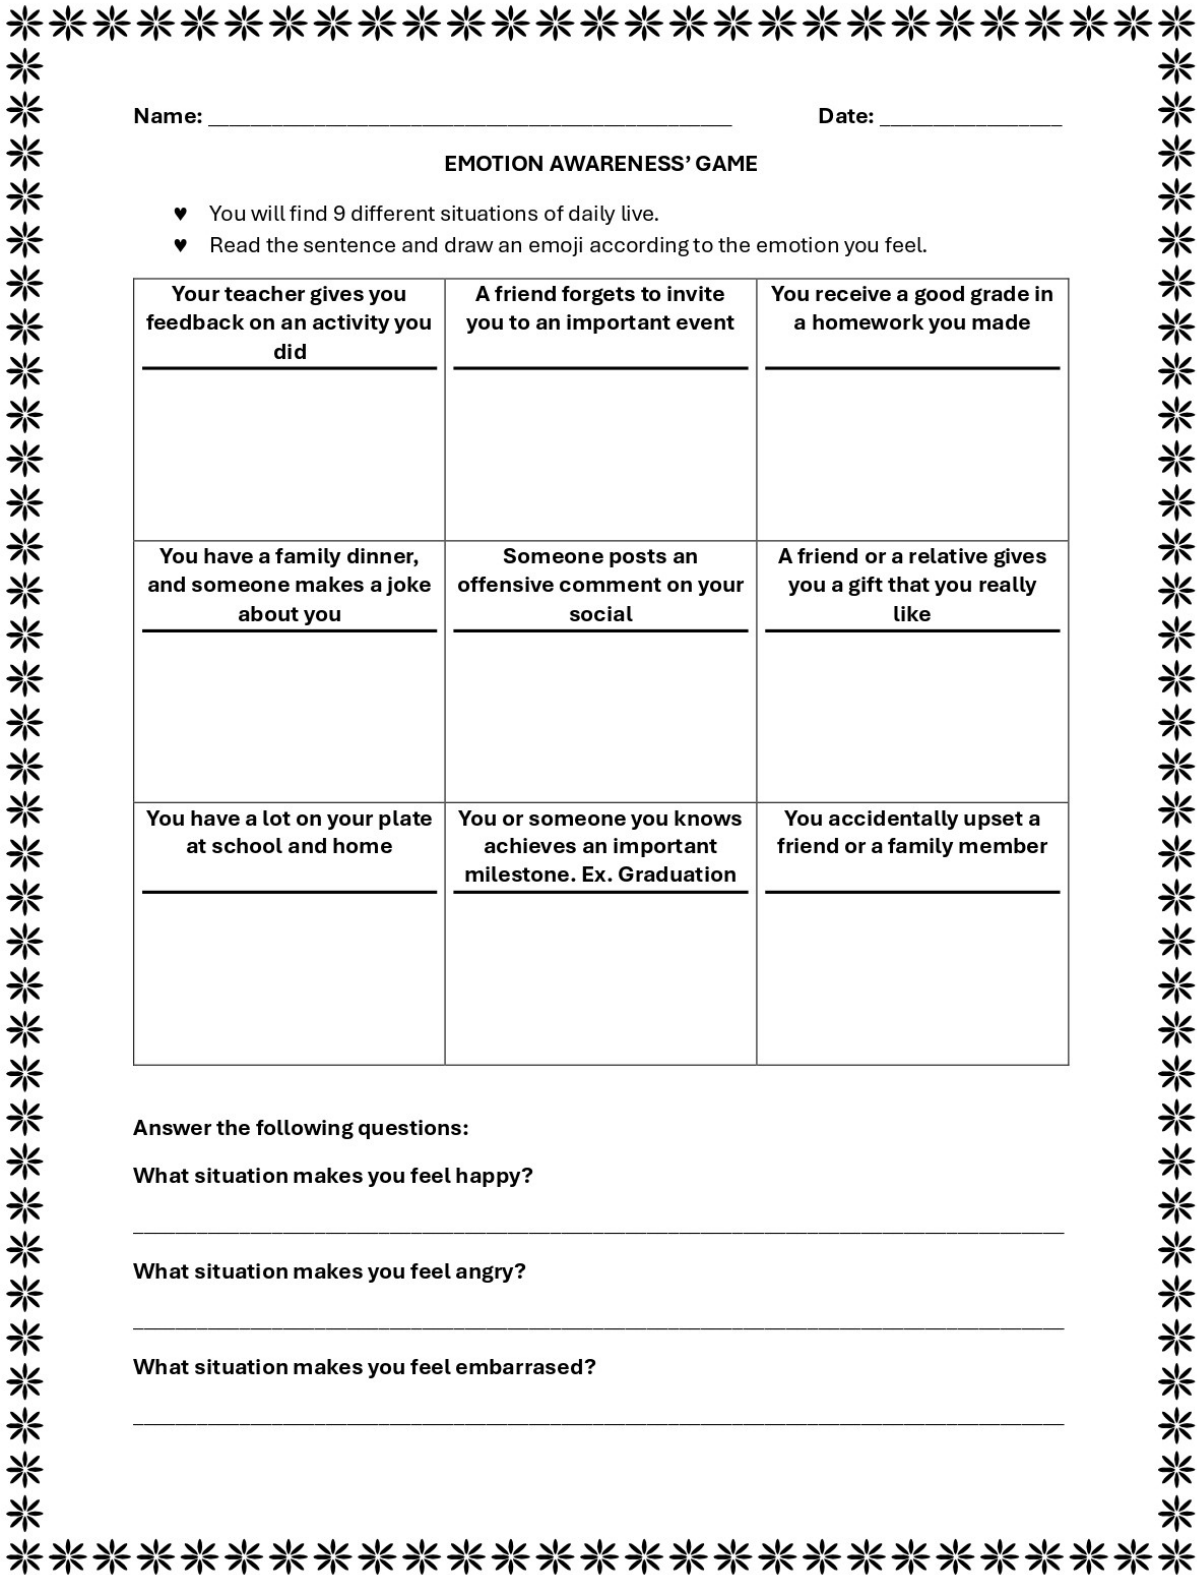 Name: ____________________ Date: ____________________
EMOTION AWARENESS’ GAME
♥ You will find 9 different situations of daily live.
♥ Read the sentence and draw an emoji according to the emotion you feel.
Your teacher gives you
feedback on an activity you
did
A friend forgets to invite
you to an important event
You receive a good grade in
a homework you made
You have a family dinner,
and someone makes a joke
about you
Someone posts an
offensive comment on your
social
A friend or a relative gives
you a gift that you really
like
You have a lot on your plate
at school and home
You or someone you knows
achieves an important
milestone. Ex. Graduation
You accidentally upset a
friend or a family member
Answer the following questions:
What situation makes you feel happy?
What situation makes you feel angry?
What situation makes you feel embarrased?